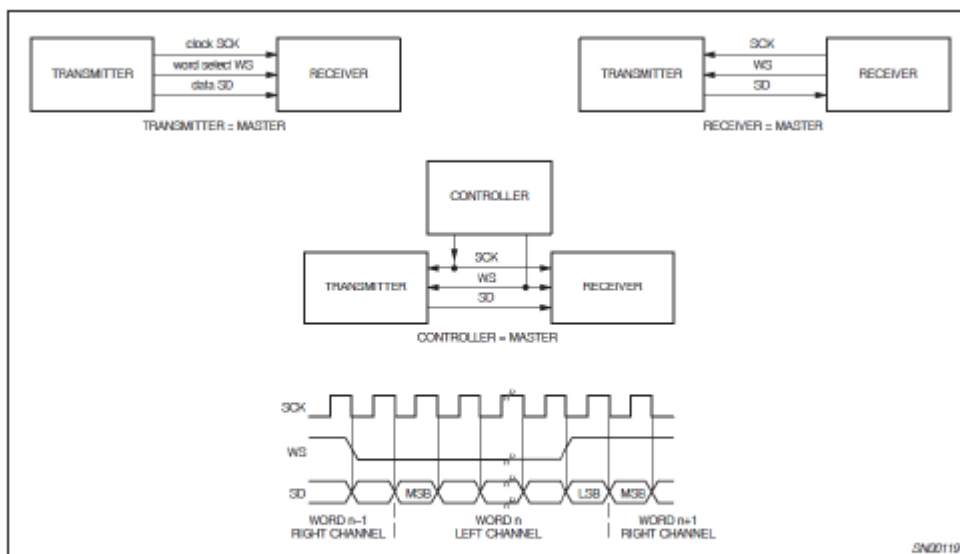 clock SCK
TRANSMITTER
word select WS
RECEIVER
data SD
TRANSMITTER = MASTER
SCK
TRANSMITTER
WS
RECEIVER
SD
RECEIVER = MASTER
CONTROLLER
SCK
TRANSMITTER
WS
RECEIVER
SD
CONTROLLER = MASTER
SCK
WS
SD
MSB
LSB
MSB
WORD n–1
RIGHT CHANNEL
WORD n
LEFT CHANNEL
WORD n+1
RIGHT CHANNEL
SN00119